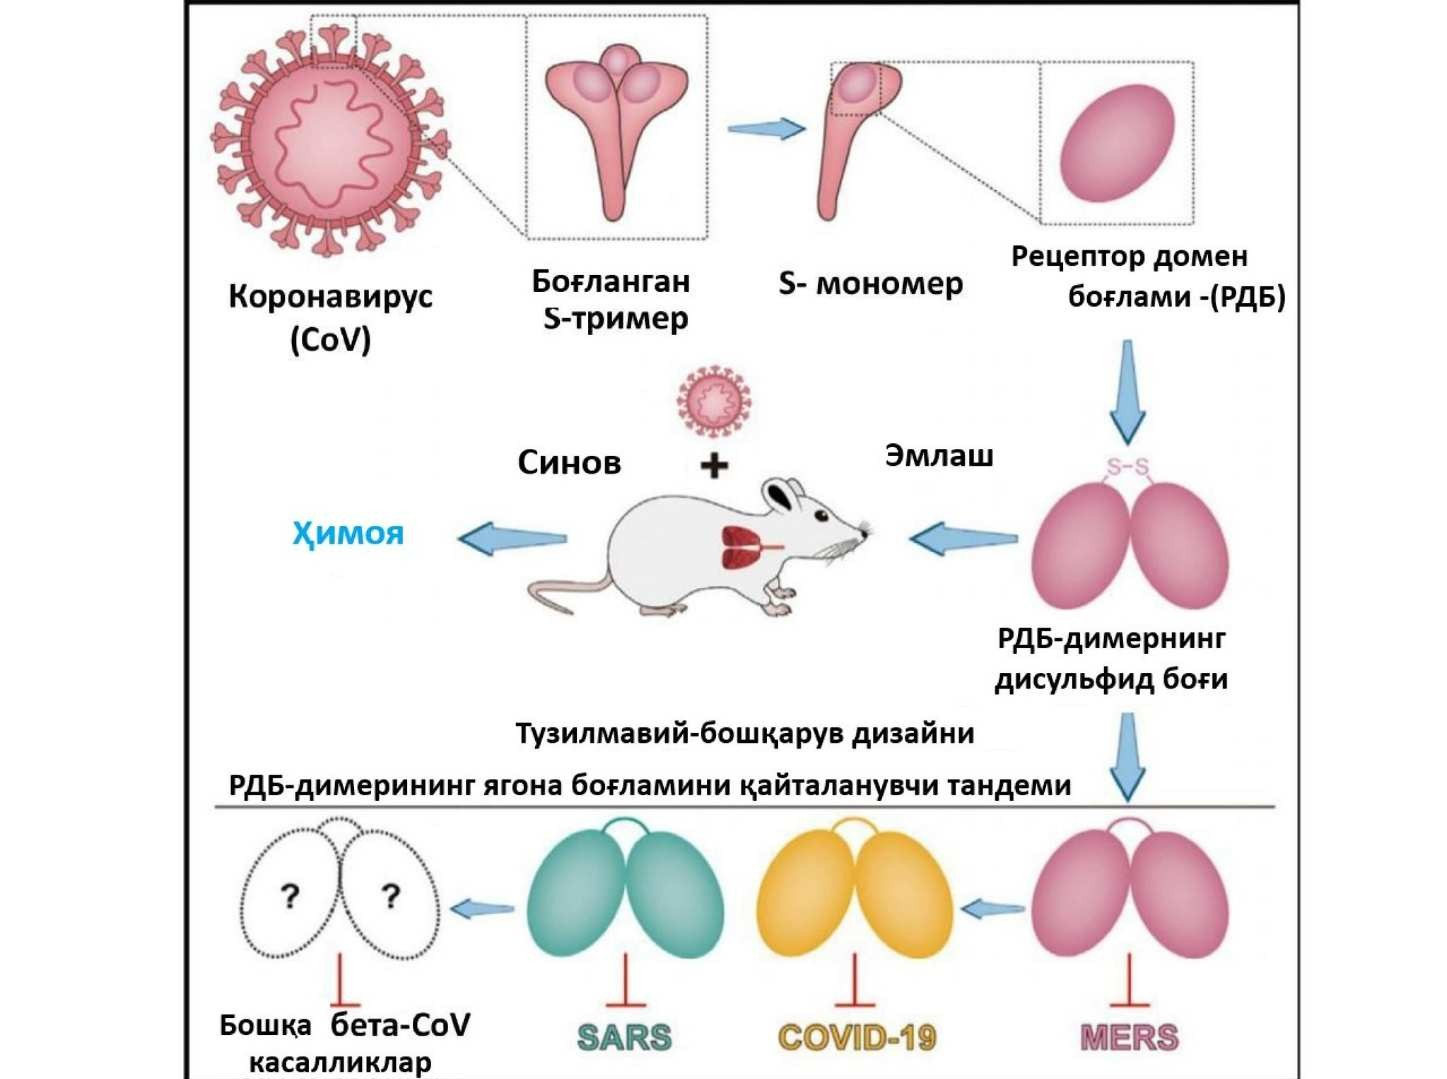 Коронавирус
(CoV)
Боғланган
S-тример
S- мономер
Рецептор домен
боғлами -(РДБ)
Синов
+
Эмлаш
S-S
Ҳимоя
РДБ-димернинг
дисульфид боғи
Тузилмавий-бошқарув дизайни
РДБ-димерининг ягона боғламини қайталанувчи тандеми
? ?
Бошқа бета-CoV
касалликлар
SARS
COVID-19
MERS